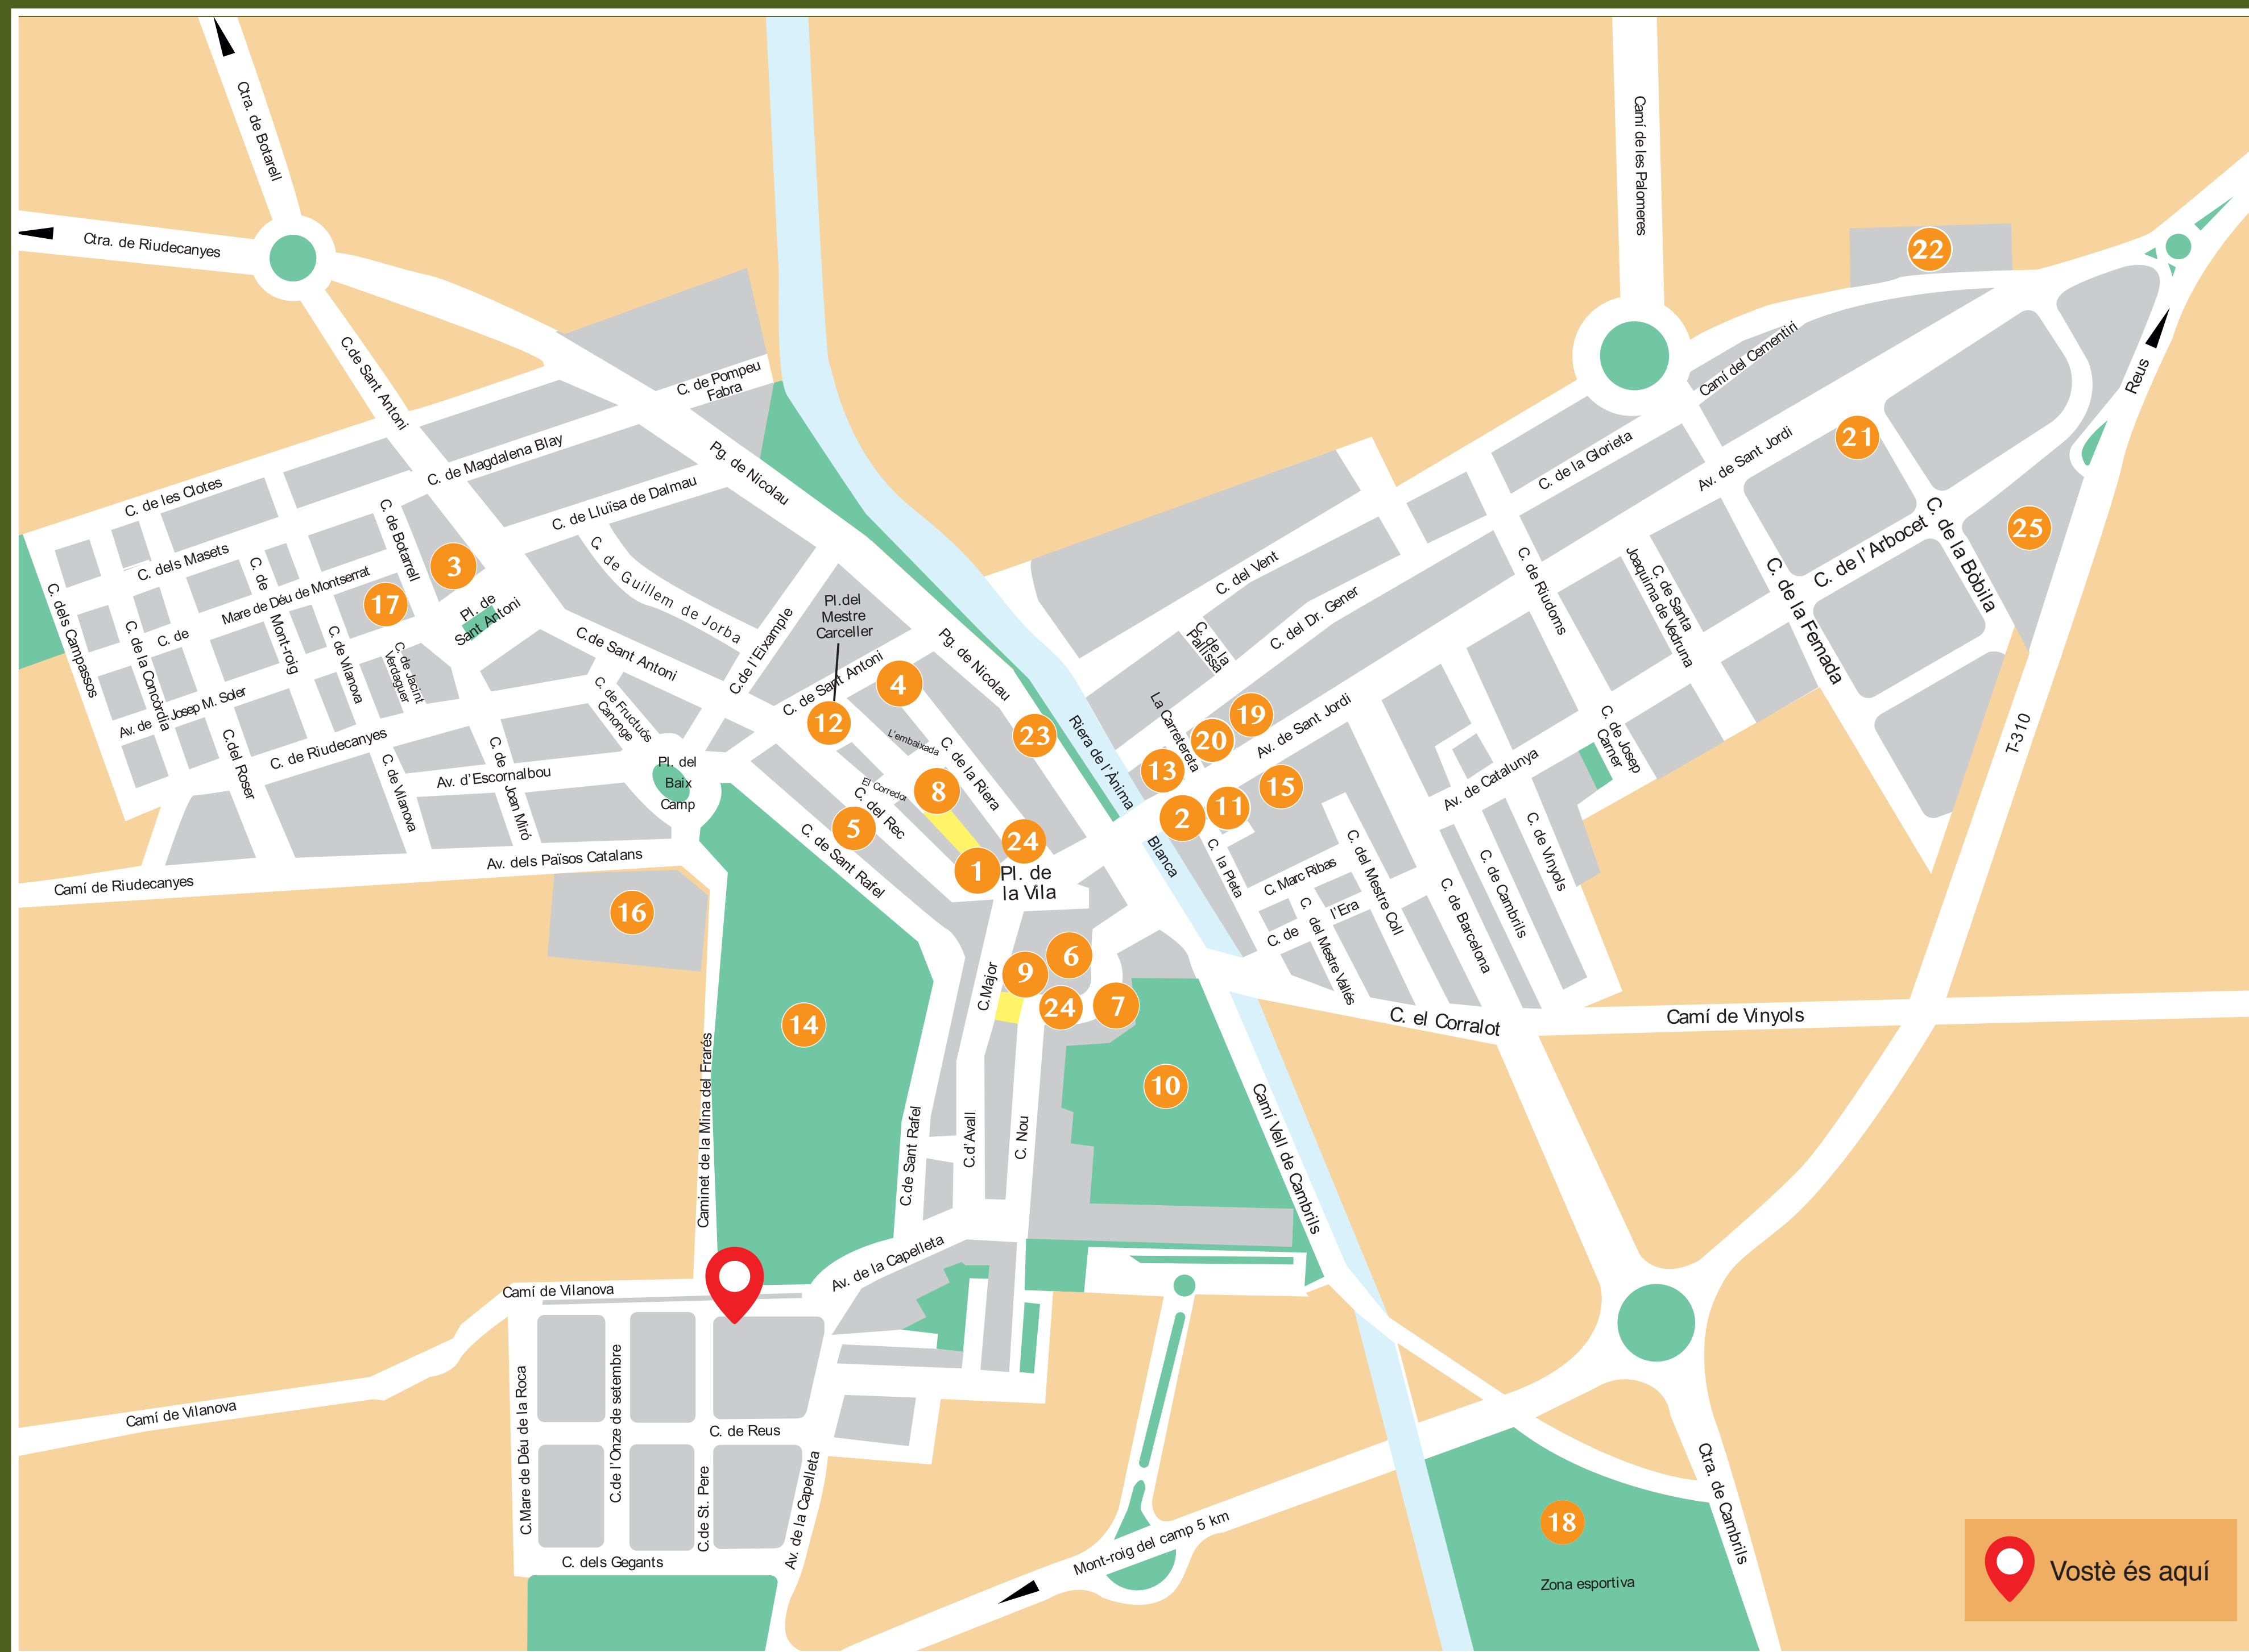 Ctra. de Botarell
Ctra. de Riudecanyes
Camí de les Palomeres
22
C.de Sant Antoni
C. de Pompeu
Fabra
Camí del Cementiri
Reus
C. de Magdalena Blay
Pg. de Nicolau
C. de la Glorieta
Av. de Sant Jordi
21
C. de les Clotes
C. de Lluïsa de Dalmau
C. de Botarrell
C. dels Masets
3
C. de Guillem de Jorba
C. del Vent
C. de Riudoms
C. de Santa
Joaquima de Vedruna
C. de la Femada
C. de l'Arbocet
C. de la Bòbila
25
C. dels Campassos
C. de la Concòrdia
C. de
Mare de Déu de Montserrat
C. de Mont-roig
17
Pl. de
Sant Antoni
C. de Vilanova
C. de Jacint
Verdaguer
C.de Sant Antoni
C.de l'Eixample
Pl.del
Mestre
Carceller
Pg. de Nicolau
C. de la
Pallissa
C. del Dr. Gener
Av. de Josep M. Soler
C.del Roser
C. de Riudecanyes
C. de Fructuós
Canonge
C. de Sant Antoni
4
12
L'embaixada
C. de la Riera
23
Riera de l'Ànima
Blanca
La Carretereta
19
20
13
Av. de Sant Jordi
15
2
11
C. de Josep
Carner
T-310
Av. de Catalunya
C. de Vilanova
Av. d'Escornalbou
C. de Joan Miró
Pl. del
Baix
Camp
El Corredor
8
C. del Rec
5
C. de Sant Rafel
24
1
Pl. de
la Vila
C. la Pleta
C. Marc Ribas
C. del Mestre Coll
C. de l'Era
C. del Mestre Vallés
C. de Barcelona
C. de Cambrils
C. de Vinyols
Camí de Riudecanyes
Av. dels Països Catalans
16
14
C.Major
9
6
24
7
C. el Corralot
Camí de Vinyols
10
Caminet de la Mina del Frarés
C.de Sant Rafel
C.d'Avall
C. Nou
Camí Vell de Cambrils
Av. de la Capelleta
Camí de Vilanova
Camí de Vilanova
C.Mare de Déu de la Roca
C.de l'Onze de setembre
C. de Reus
C.de St. Pere
Av. de la Capelleta
C. dels Gegants
Mont-roig del camp 5 km
Ctra. de Cambrils
18
Zona esportiva
Vostè és aquí